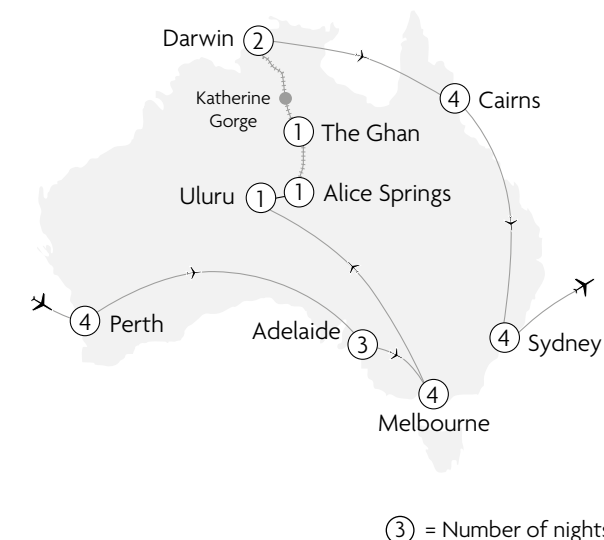 Darwin 2
4 Cairns
Katherine
Gorge
1 The Ghan
Uluru 1
1 Alice Springs
4 Perth
Adelaide 3
4 Sydney
4
Melbourne
3 = Number of nights